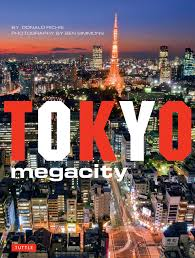 BY DONALD RICHIE
PHOTOGRAPHY BY BEN SIMMONS
TOKYO
megacity
TUTTLE